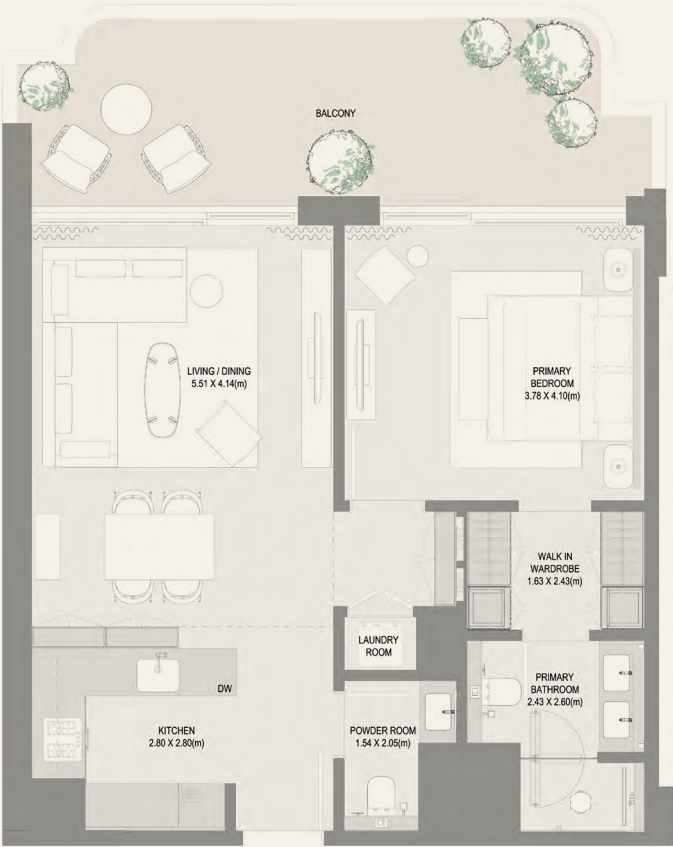 BALCONY
LIVING / DINING
5.51 X 4.14(m)
PRIMARY
BEDROOM
3.78 X 4.10(m)
WALK IN
WARDROBE
1.63 X 2.43(m)
LAUNDRY
ROOM
DW
PRIMARY
BATHROOM
2.43 X 2.60(m)
KITCHEN
2.80 X 2.80(m)
POWDER ROOM
1.54 X 2.05(m)